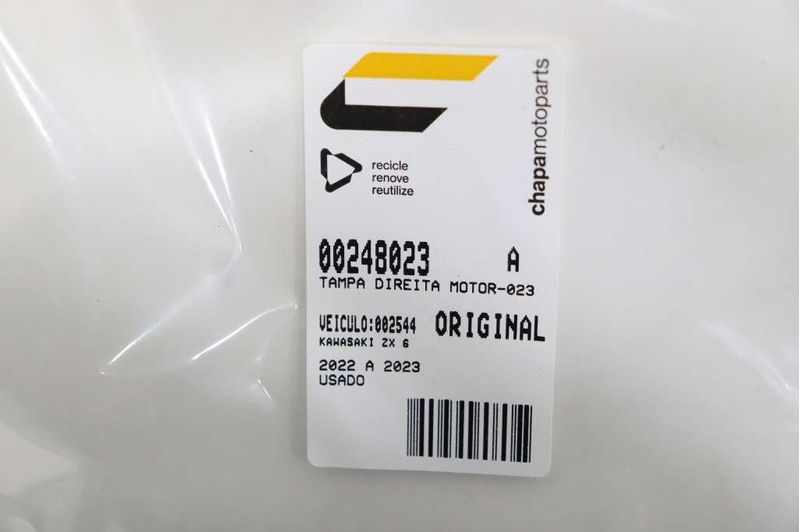 chapamotoparts
recicle
renove
reutilize
00248023 A
TAMPA DIREITA MOTOR-023
VEICULO:002544 ORIGINAL
KAWASAKI ZX 6
2022 A 2023
USADO